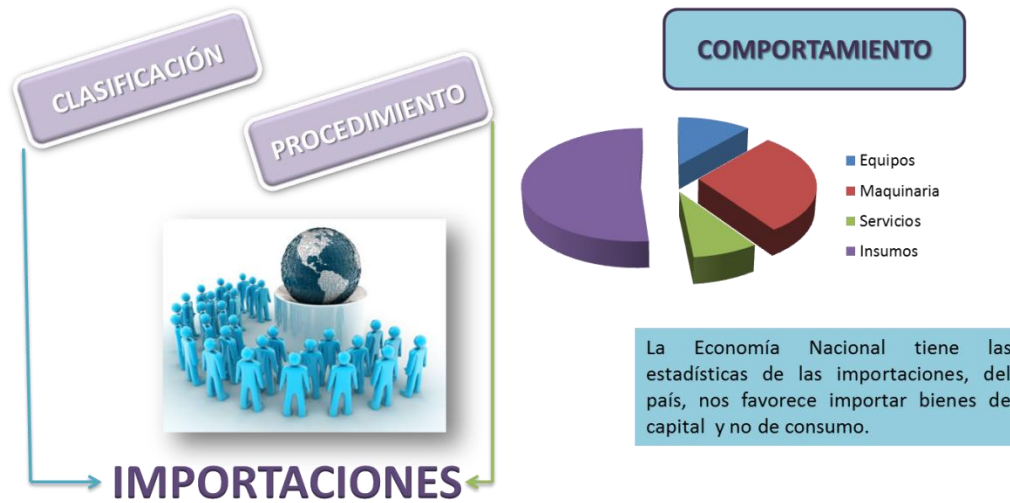 CLASIFICACIÓN
PROCEDIMIENTO
IMPORTACIONES
COMPORTAMIENTO
Equipos
Maquinaria
Servicios
Insumos
La Economía Nacional tiene las
estadísticas de las importaciones, del
país, nos favorece importar bienes de
capital y no de consumo.